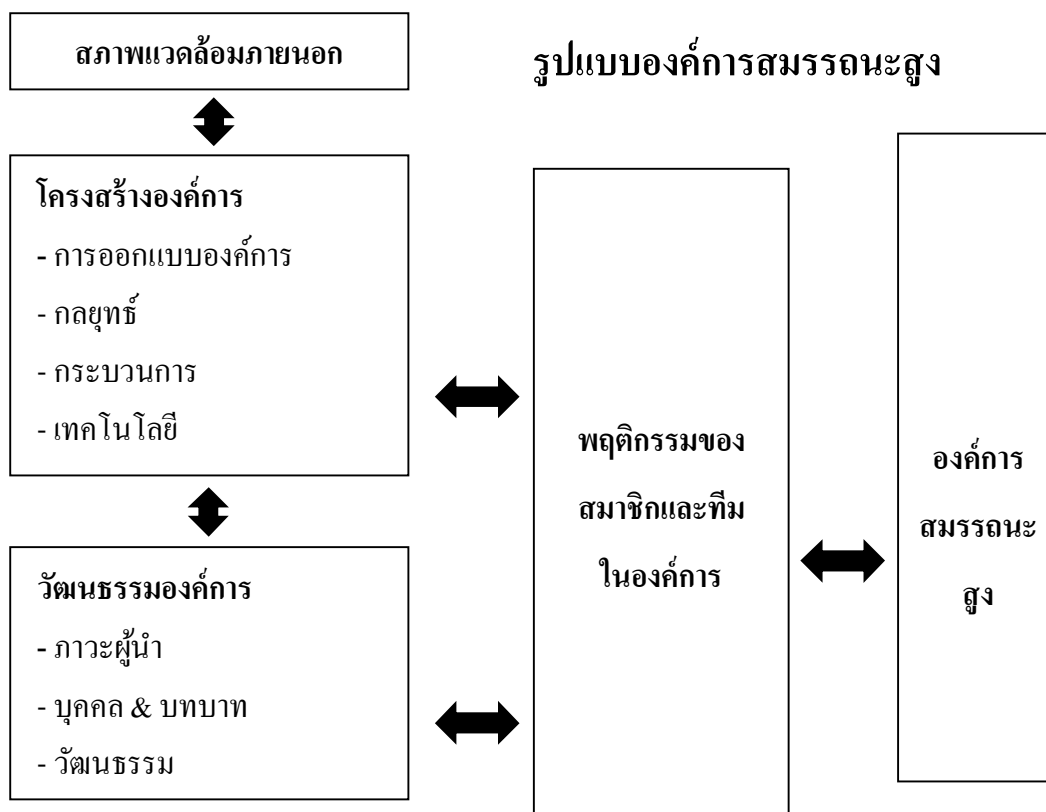 สภาพแวดล้อมภายนอก
รูปแบบองค์การสมรรถนะสูง
โครงสร้างองค์การ
- การออกแบบองค์การ
- กลยุทธ์
- กระบวนการ
- เทคโนโลยี
วัฒนธรรมองค์การ
- ภาวะผู้นำ
- บุคคล & บทบาท
- วัฒนธรรม
พฤติกรรมของ
สมาชิกและทีม
ในองค์การ
องค์การ
สมรรถนะ
สูง